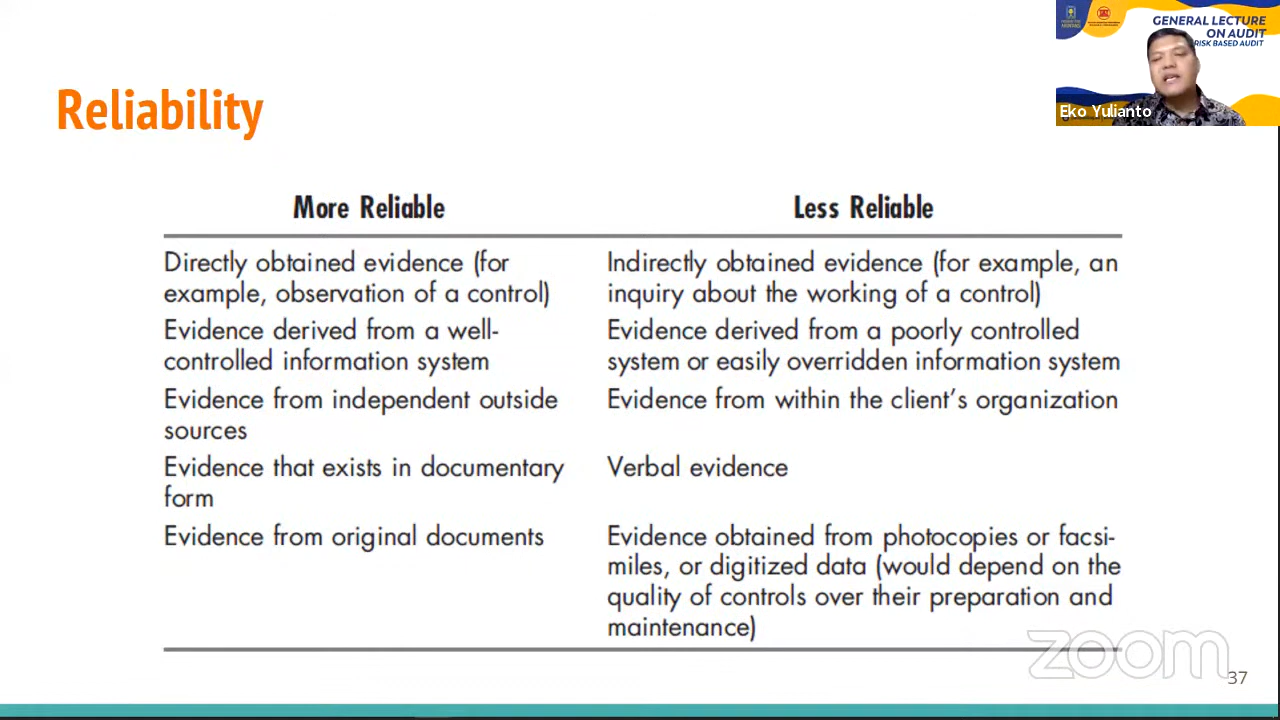 GENERAL LECTURE
ON AUDIT
RISK BASED AUDIT
Eko Yulianto
Reliability
More Reliable
Less Reliable
Directly obtained evidence (for
example, observation of a control)
Indirectly obtained evidence (for example, an
inquiry about the working of a control)
Evidence derived from a well-
controlled information system
Evidence derived from a poorly controlled
system or easily overridden information system
Evidence from independent outside
sources
Evidence from within the client's organization
Evidence that exists in documentary
form
Verbal evidence
Evidence from original documents
Evidence obtained from photocopies or facsi-
miles, or digitized data (would depend on the
quality of controls over their preparation and
maintenance)
zoom
37